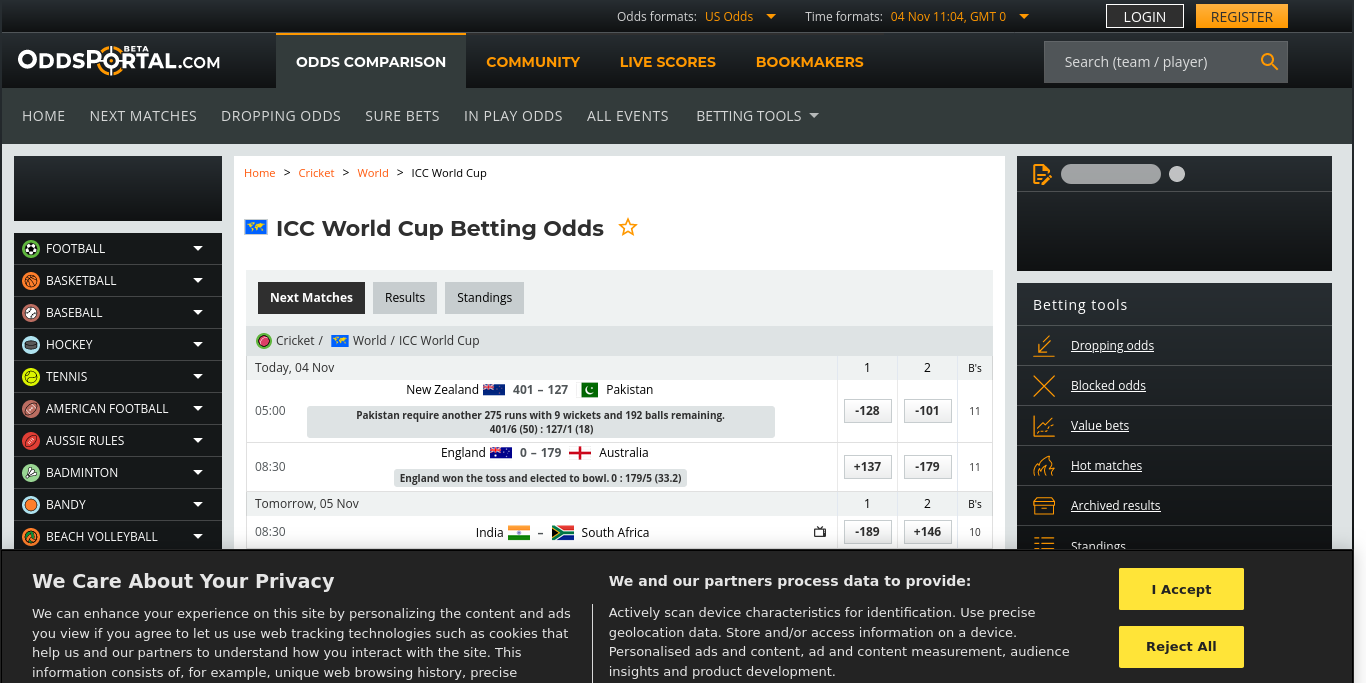 Odds formats: US Odds Time formats: 04 Nov 11:04, GMT 0 LOGIN REGISTER
ODDSPORTAL.COM BETA ODDS COMPARISON COMMUNITY LIVE SCORES BOOKMAKERS Search (team / player)
HOME NEXT MATCHES DROPPING ODDS SURE BETS IN PLAY ODDS ALL EVENTS BETTING TOOLS
FOOTBALL
BASKETBALL
BASEBALL
HOCKEY
TENNIS
AMERICAN FOOTBALL
AUSSIE RULES
BADMINTON
BANDY
BEACH VOLLEYBALL
Home > Cricket > World > ICC World Cup
ICC World Cup Betting Odds
Next Matches Results Standings
Cricket / World / ICC World Cup
Today, 04 Nov 1 2 B's
New Zealand 401 – 127 Pakistan
05:00 -128 -101 11
Pakistan require another 275 runs with 9 wickets and 192 balls remaining.
401/6 (50) : 127/1 (18)
England 0 – 179 Australia
08:30 +137 -179 11
England won the toss and elected to bowl. 0 : 179/5 (33.2)
Tomorrow, 05 Nov 1 2 B's
08:30 India – South Africa -189 +146 10
Betting tools
Dropping odds
Blocked odds
Value bets
Hot matches
Archived results
Standings
We Care About Your Privacy
We can enhance your experience on this site by personalizing the content and ads
you view if you agree to let us use web tracking technologies such as cookies that
help us and our partners to understand how you interact with the site. This
information consists of, for example, unique web browsing history, precise
We and our partners process data to provide:
Actively scan device characteristics for identification. Use precise
geolocation data. Store and/or access information on a device.
Personalised ads and content, ad and content measurement, audience
insights and product development.
I Accept
Reject All